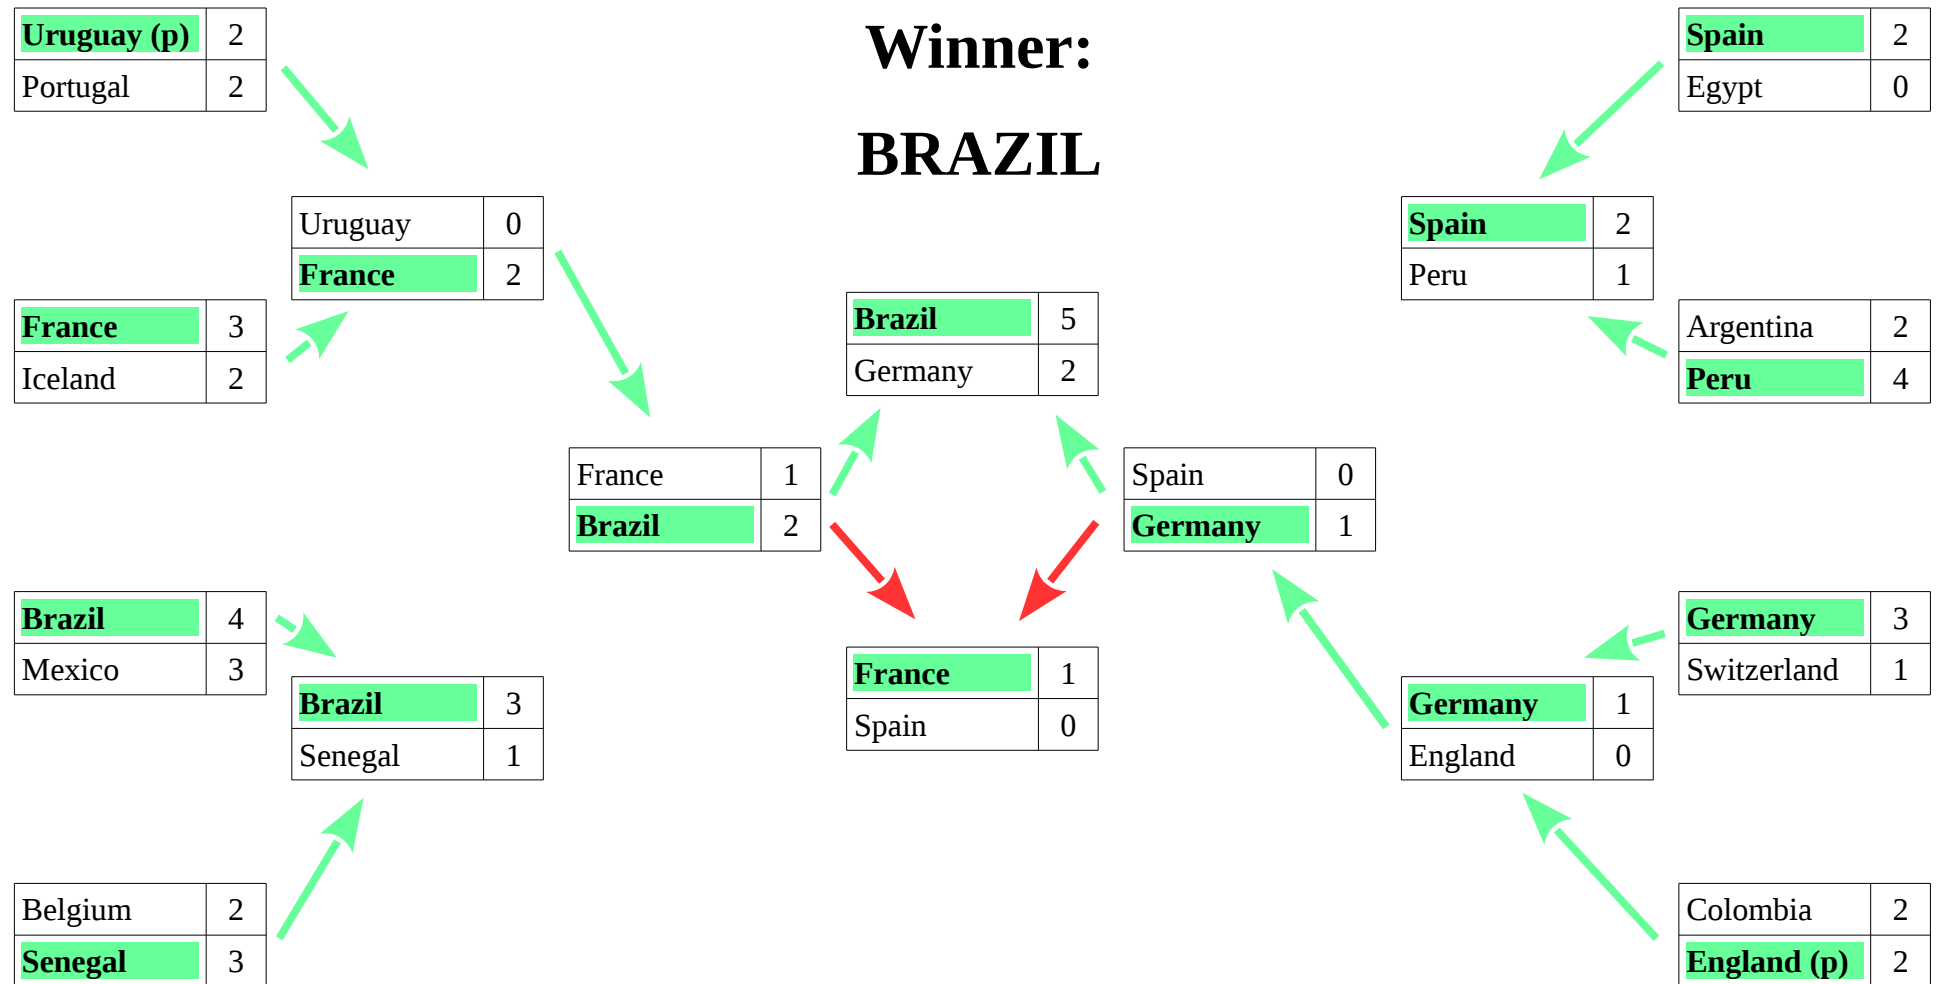 Winner:
BRAZIL
Uruguay (p) 2
Portugal 2
France 3
Iceland 2
Brazil 4
Mexico 3
Belgium 2
Senegal 3
Uruguay 0
France 2
Brazil 3
Senegal 1
France 1
Brazil 2
Brazil 5
Germany 2
France 1
Spain 0
Spain 0
Germany 1
Spain 2
Peru 1
Germany 1
England 0
Spain 2
Egypt 0
Argentina 2
Peru 4
Germany 3
Switzerland 1
Colombia 2
England (p) 2